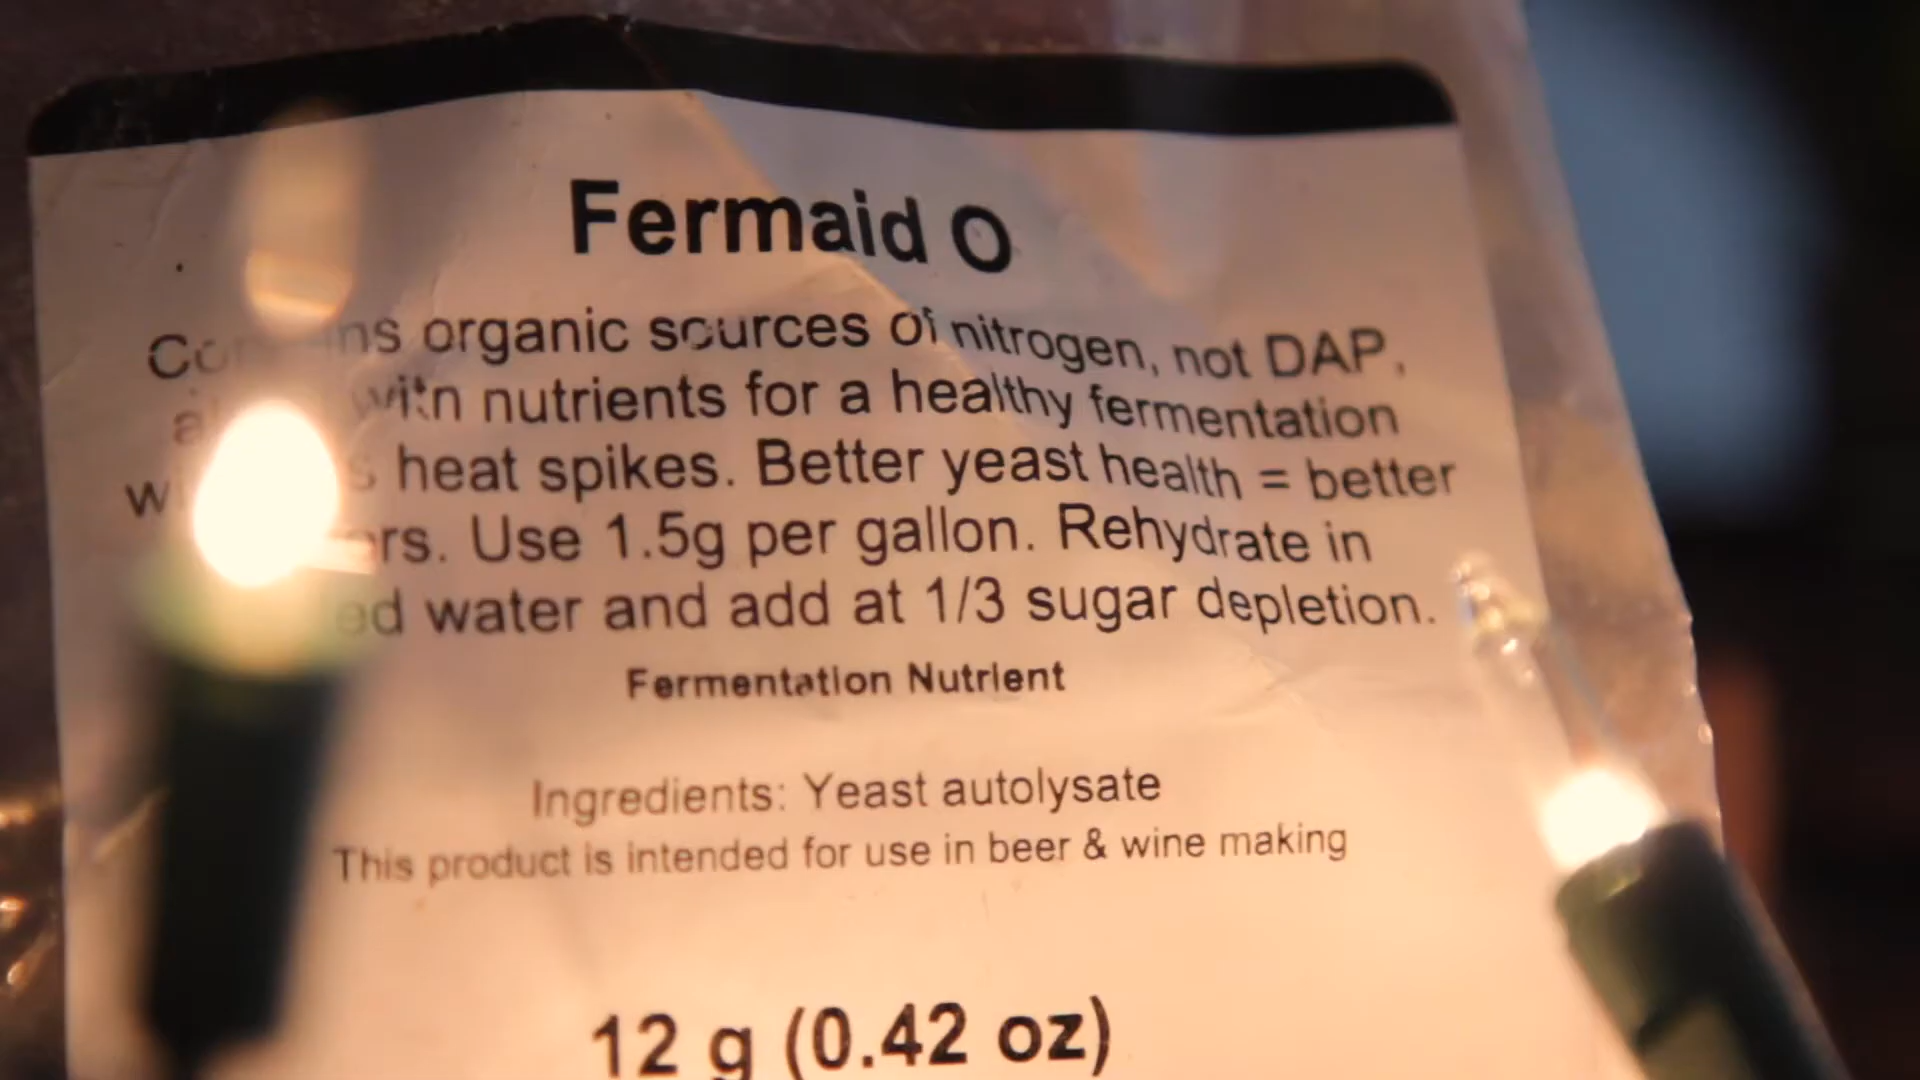 Fermaid O
organic sources of nitrogen, not DAP,
with nutrients for a healthy fermentation
heat spikes. Better yeast health = better
Use 1.5g per gallon. Rehydrate in
water and add at 1/3 sugar depletion.
Fermentation Nutrient
Ingredients: Yeast autolysate
This product is intended for use in beer & wine making
12 g (0.42 oz)